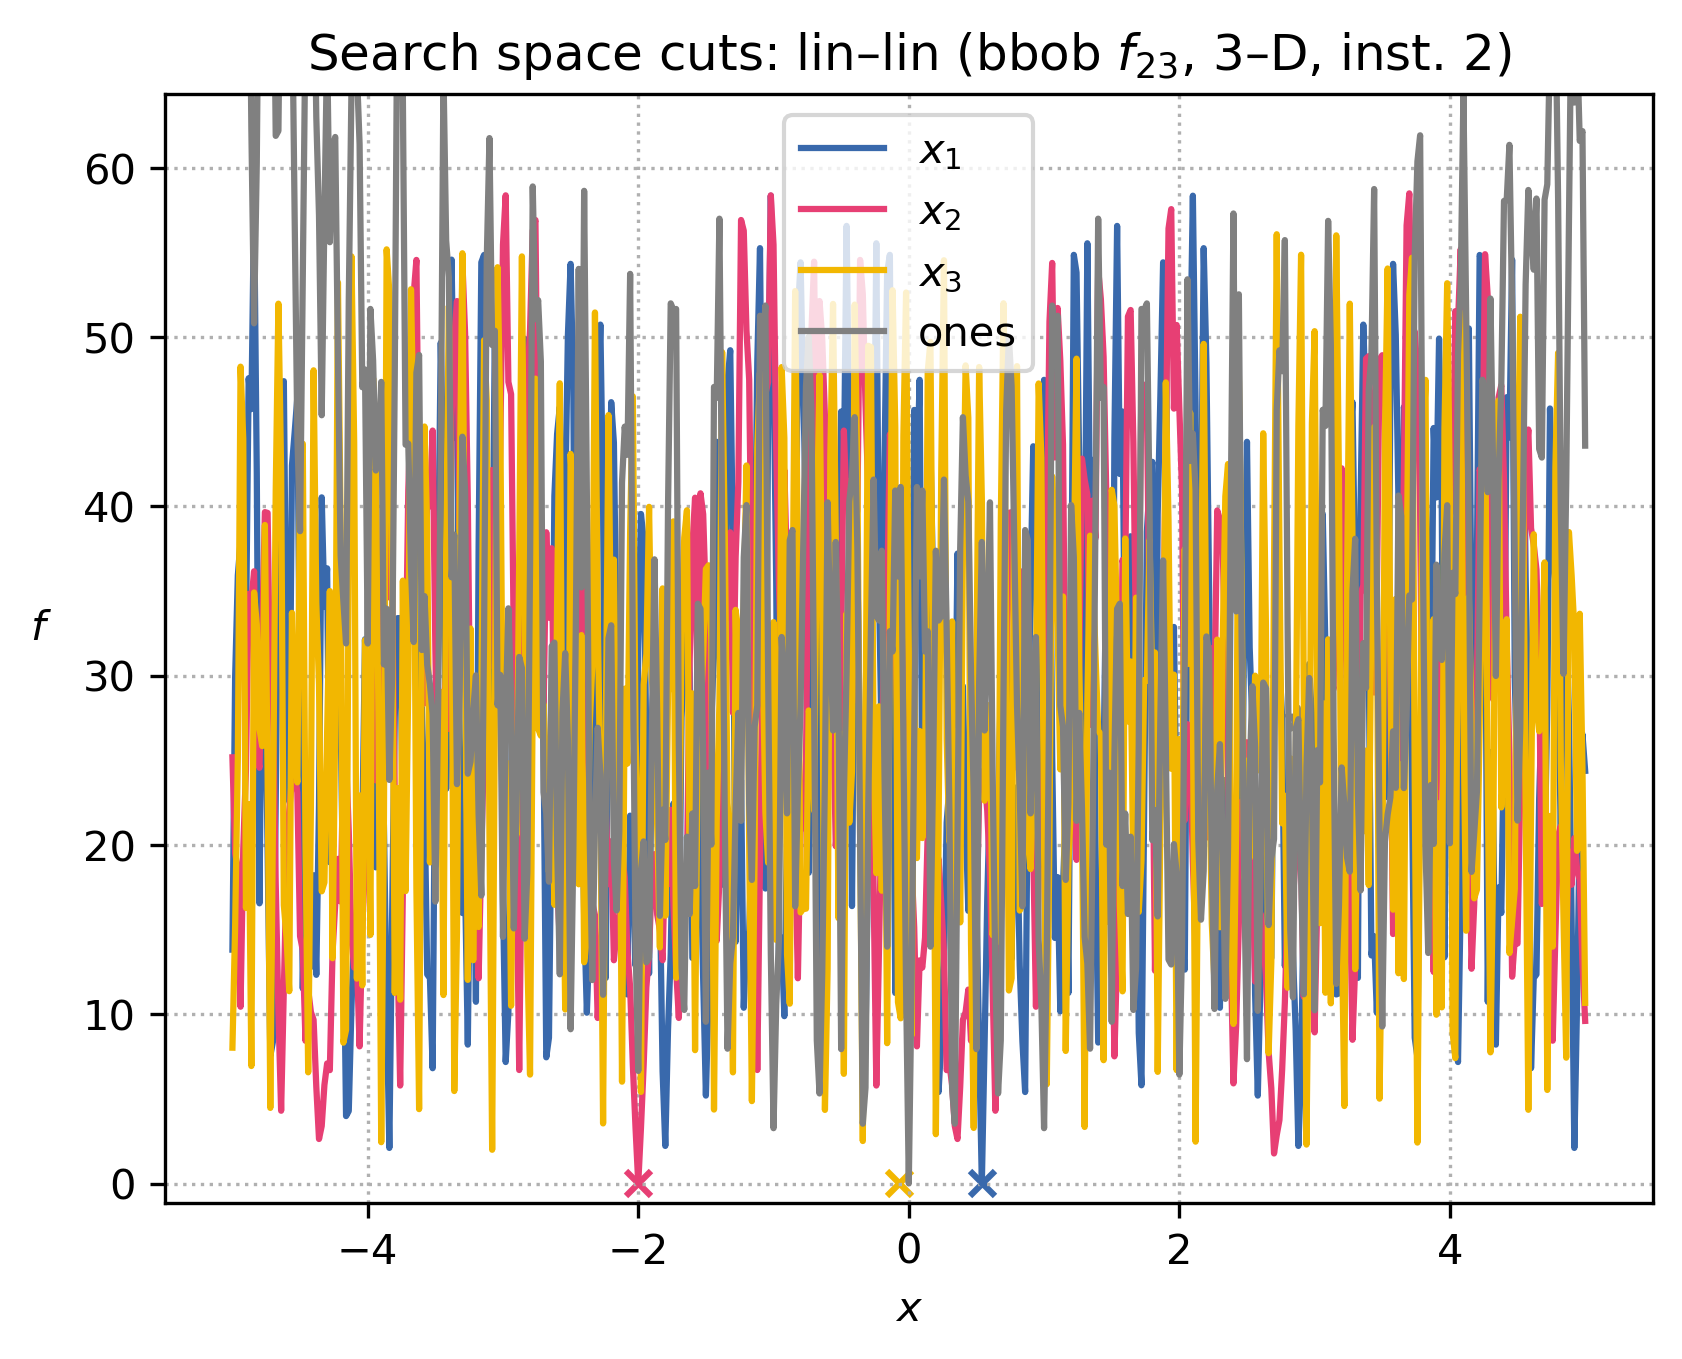 Search space cuts: lin–lin (bbob f₂₃, 3–D, inst. 2)
x₁
x₂
x₃
ones
60
50
40
30
20
10
0
f
−4 −2 0 2 4
x